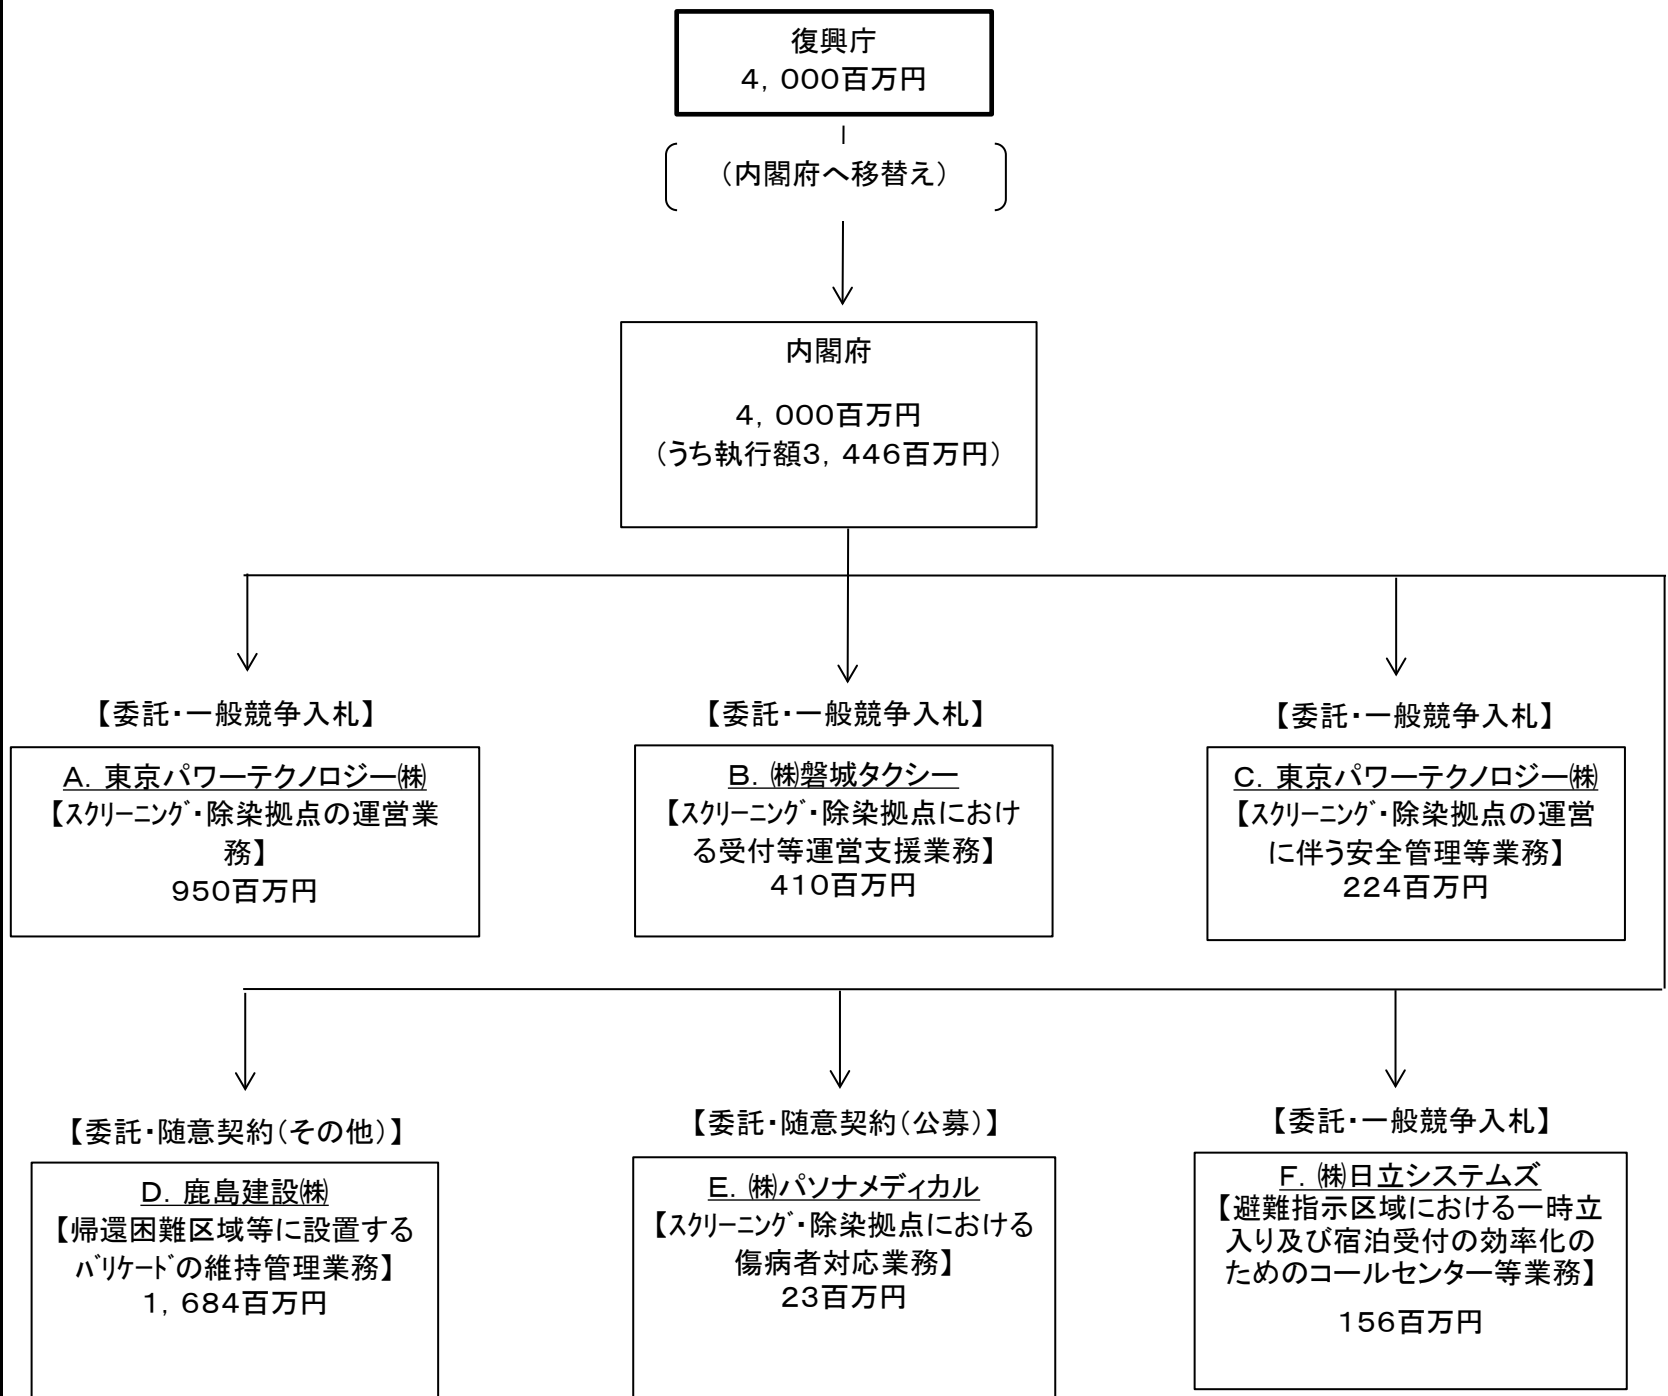 復興庁
４，０００百万円
（内閣府へ移替え）
内閣府
４，０００百万円
（うち執行額３，４４６百万円）
【委託・一般競争入札】
A．東京パワーテクノロジー㈱
【ｽｸﾘｰﾆﾝｸﾞ・除染拠点の運営業
務】
９５０百万円
【委託・一般競争入札】
B．㈱磐城タクシー
【ｽｸﾘｰﾆﾝｸﾞ・除染拠点におけ
る受付等運営支援業務】
４１０百万円
【委託・一般競争入札】
C．東京パワーテクノロジー㈱
【ｽｸﾘｰﾆﾝｸﾞ・除染拠点の運営
に伴う安全管理等業務】
２２４百万円
【委託・随意契約（その他）】
D．鹿島建設㈱
【帰還困難区域等に設置する
ﾊﾞﾘｹｰﾄﾞの維持管理業務】
１，６８４百万円
【委託・随意契約（公募）】
E．㈱パソナメディカル
【ｽｸﾘｰﾆﾝｸﾞ・除染拠点における
傷病者対応業務】
２３百万円
【委託・一般競争入札】
F．㈱日立システムズ
【避難指示区域における一時立
入り及び宿泊受付の効率化の
ためのコールセンター等業務】
１５６百万円